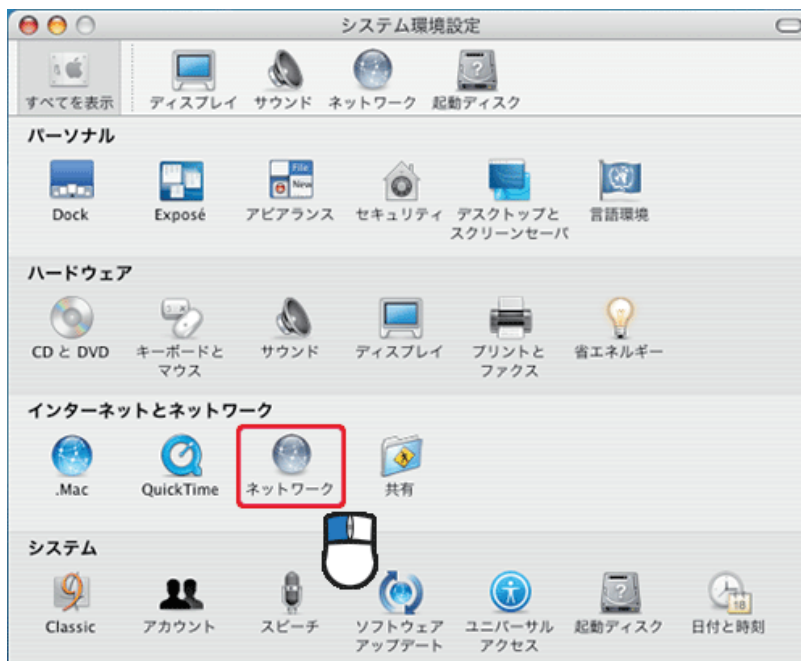 システム環境設定
すべてを表示 ディスプレイ サウンド ネットワーク 起動ディスク
パーソナル
Dock Exposé アピアランス セキュリティ デスクトップと 言語環境
スクリーンセーバ
ハードウェア
CD と DVD キーボードと サウンド ディスプレイ プリントと 省エネルギー
マウス ファクス
インターネットとネットワーク
.Mac QuickTime ネットワーク 共有
システム
Classic アカウント スピーチ ソフトウェア ユニバーサル 起動ディスク 日付と時刻
アップデート アクセス
File
New
?
9
?
18